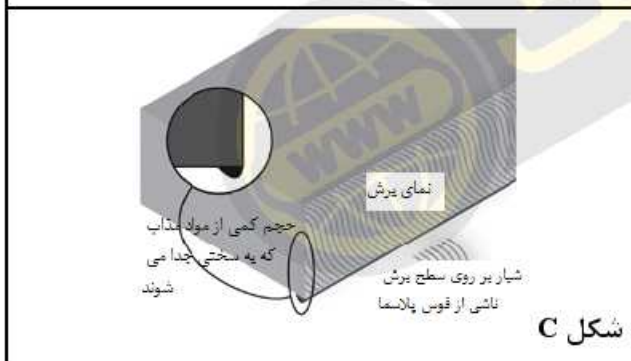 WWW
نمای برش
حجم کمی از مواد مذاب
که به سختی جدا می
شوند
شیار بر روی سطح برش
ناشی از قوس پلاسما
شکل C